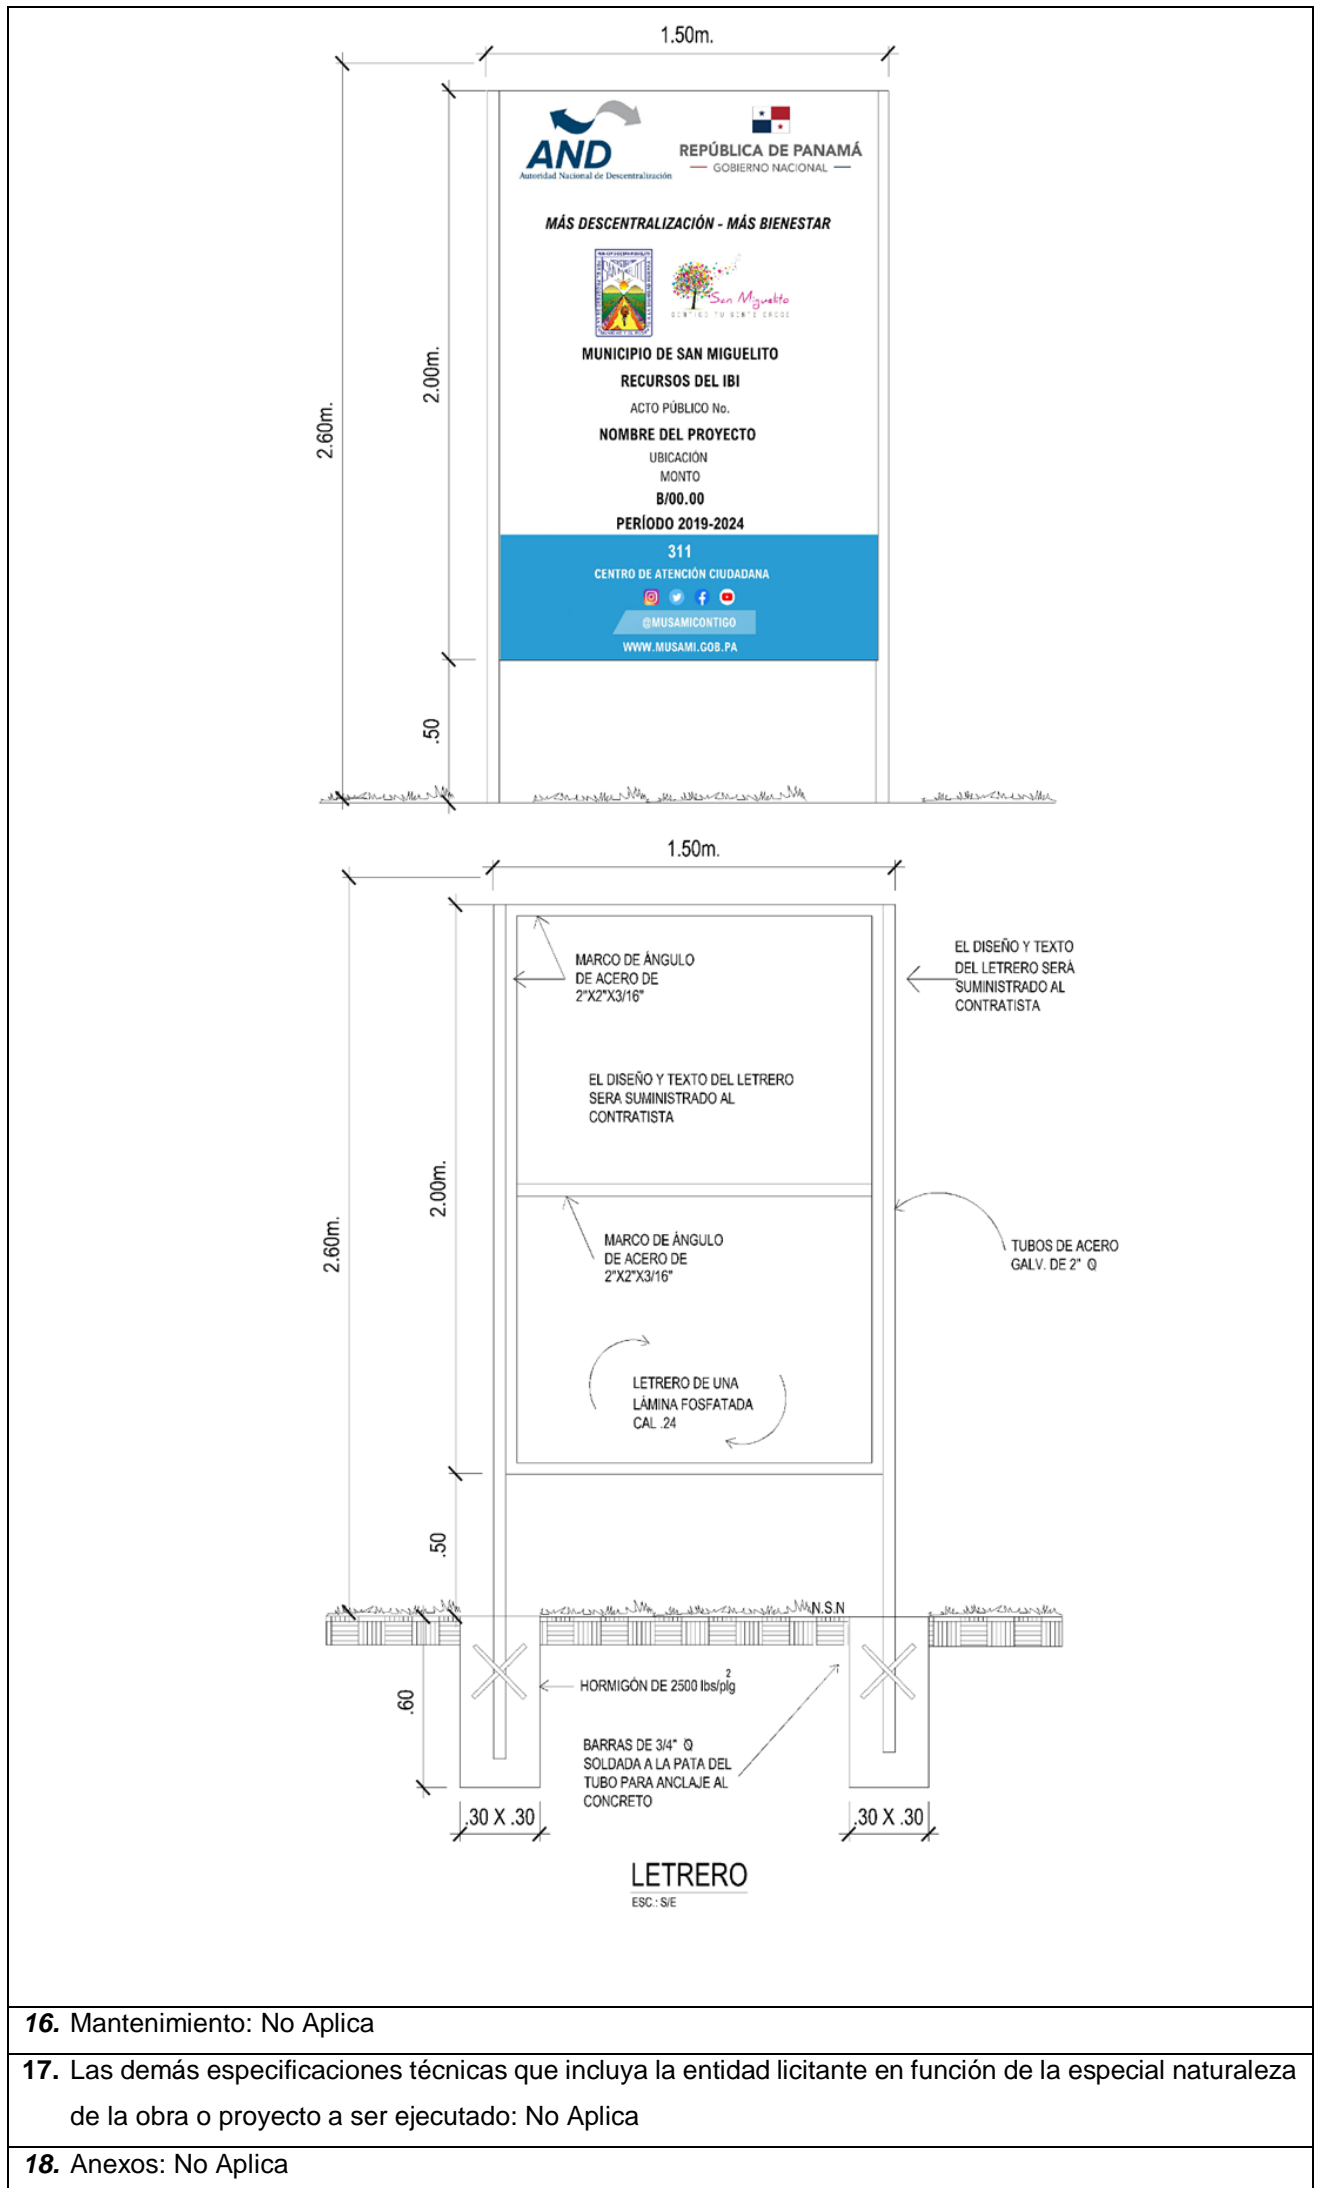 1.50m.
AND
Autoridad Nacional de Descentralización
REPÚBLICA DE PANAMÁ
GOBIERNO NACIONAL
MÁS DESCENTRALIZACIÓN - MÁS BIENESTAR
San Miguelito
MUNICIPIO DE SAN MIGUELITO
RECURSOS DEL IBI
ACTO PÚBLICO No.
NOMBRE DEL PROYECTO
UBICACIÓN
MONTO
B/00.00
PERÍODO 2019-2024
311
CENTRO DE ATENCIÓN CIUDADANA
@MUSAMICONTIGO
WWW.MUSAMI.GOB.PA
2.00m.
2.60m.
.50
1.50m.
MARCO DE ÁNGULO
DE ACERO DE
2"X2"X3/16"
EL DISEÑO Y TEXTO
DEL LETRERO SERÁ
SUMINISTRADO AL
CONTRATISTA
EL DISEÑO Y TEXTO DEL LETRERO
SERA SUMINISTRADO AL
CONTRATISTA
2.00m.
2.60m.
MARCO DE ÁNGULO
DE ACERO DE
2"X2"X3/16"
TUBOS DE ACERO
GALV. DE 2" Q
LETRERO DE UNA
LÁMINA FOSFATADA
CAL .24
.50
N.S.N
HORMIGÓN DE 2500 lbs/plg²
.60
BARRAS DE 3/4" Q
SOLDADA A LA PATA DEL
TUBO PARA ANCLAJE AL
CONCRETO
.30 X .30
.30 X .30
LETRERO
ESC.: S/E
16. Mantenimiento: No Aplica
17. Las demás especificaciones técnicas que incluya la entidad licitante en función de la especial naturaleza
de la obra o proyecto a ser ejecutado: No Aplica
18. Anexos: No Aplica